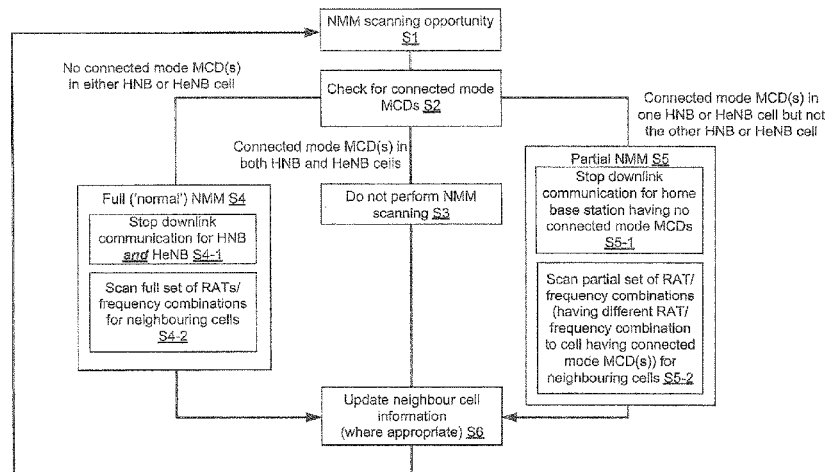 NMM scanning opportunity
S1
No connected mode MCD(s)
in either HNB or HeNB cell
Check for connected mode
MCDs S2
Connected mode MCD(s) in
one HNB or HeNB cell but not
the other HNB or HeNB cell
Connected mode MCD(s) in
both HNB and HeNB cells
Full ('normal') NMM S4
Stop downlink
communication for HNB
and HeNB S4-1
Scan full set of RATs/
frequency combinations
for neighbouring cells
S4-2
Do not perform NMM
scanning S3
Partial NMM S5
Stop downlink
communication for home
base station having no
connected mode MCDs
S5-1
Scan partial set of RAT/
frequency combinations
(having different RAT/
frequency combination
to cell having connected
mode MCD(s)) for
neighbouring cells S5-2
Update neighbour cell
information
(where appropriate) S6